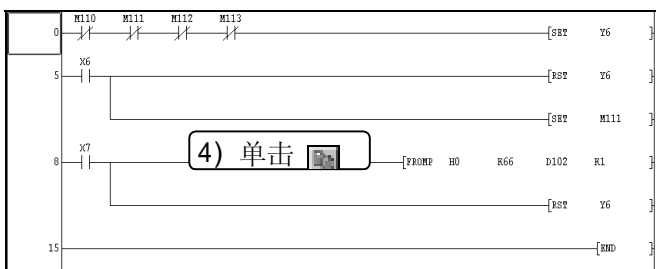 M110 M111 M112 M113
0 [SET Y6 ]
X6
5 [RST Y6 ]
[SET M111 ]
X7
8 4) 单击 [FROMP H0 K66 D102 K1 ]
[RST Y6 ]
15 [END ]